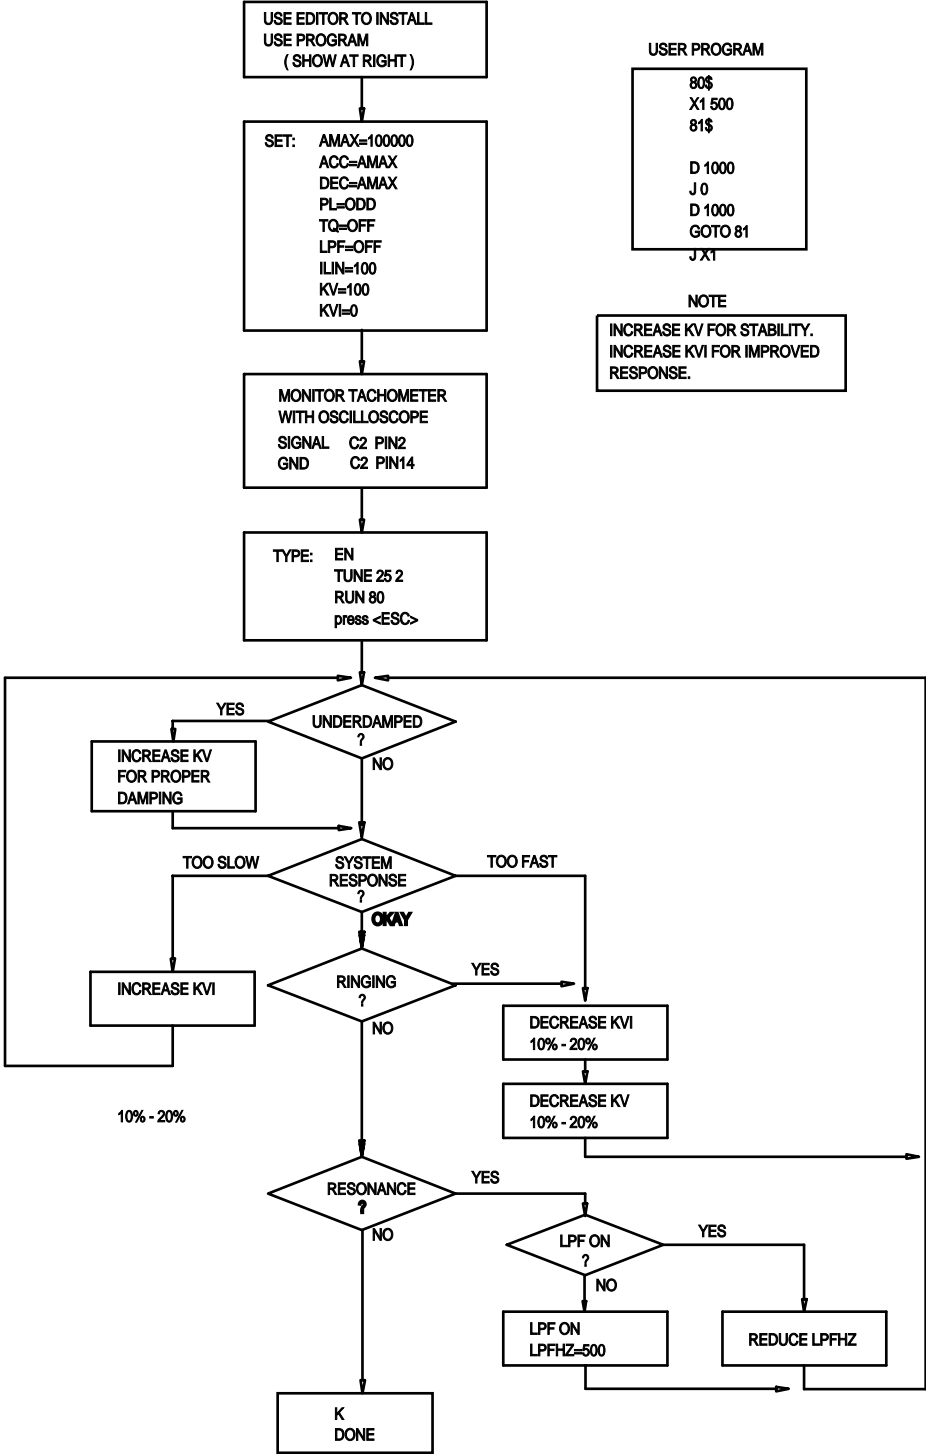 USE EDITOR TO INSTALL
USE PROGRAM
( SHOW AT RIGHT )
USER PROGRAM
80$
X1 500
81$
D 1000
J 0
D 1000
GOTO 81
J X1
SET: AMAX=100000
ACC=AMAX
DEC=AMAX
PL=ODD
TQ=OFF
LPF=OFF
ILIN=100
KV=100
KVI=0
NOTE
INCREASE KV FOR STABILITY.
INCREASE KVI FOR IMPROVED
RESPONSE.
MONITOR TACHOMETER
WITH OSCILLOSCOPE
SIGNAL C2 PIN2
GND C2 PIN14
TYPE: EN
TUNE 25 2
RUN 80
press <ESC>
UNDERDAMPED
?
YES
NO
INCREASE KV
FOR PROPER
DAMPING
SYSTEM
RESPONSE
?
TOO SLOW
TOO FAST
OKAY
INCREASE KVI
10% - 20%
RINGING
?
YES
NO
DECREASE KVI
10% - 20%
DECREASE KV
10% - 20%
RESONANCE
?
YES
NO
LPF ON
?
YES
NO
LPF ON
LPFHZ=500
REDUCE LPFHZ
K
DONE